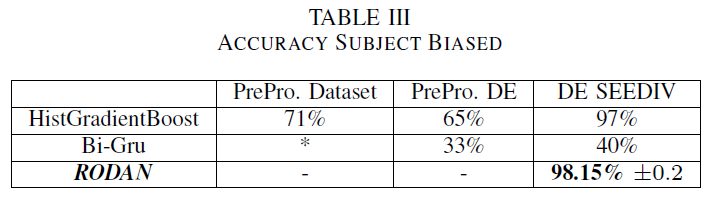 TABLE III
ACCURACY SUBJECT BIASED
PrePro. Dataset PrePro. DE DE SEEDIV
HistGradientBoost 71% 65% 97%
Bi-Gru * 33% 40%
RODAN - - 98.15% ±0.2